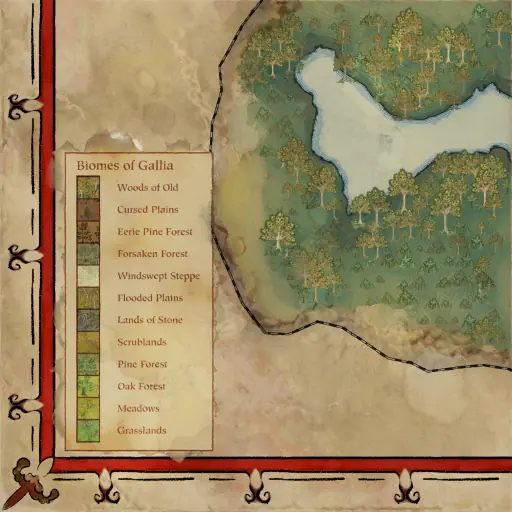 Biomes of Gallia
Woods of Old
Cursed Plains
Eerie Pine Forest
Forsaken Forest
Windswept Steppe
Flooded Plains
Lands of Stone
Scrublands
Pine Forest
Oak Forest
Meadows
Grasslands